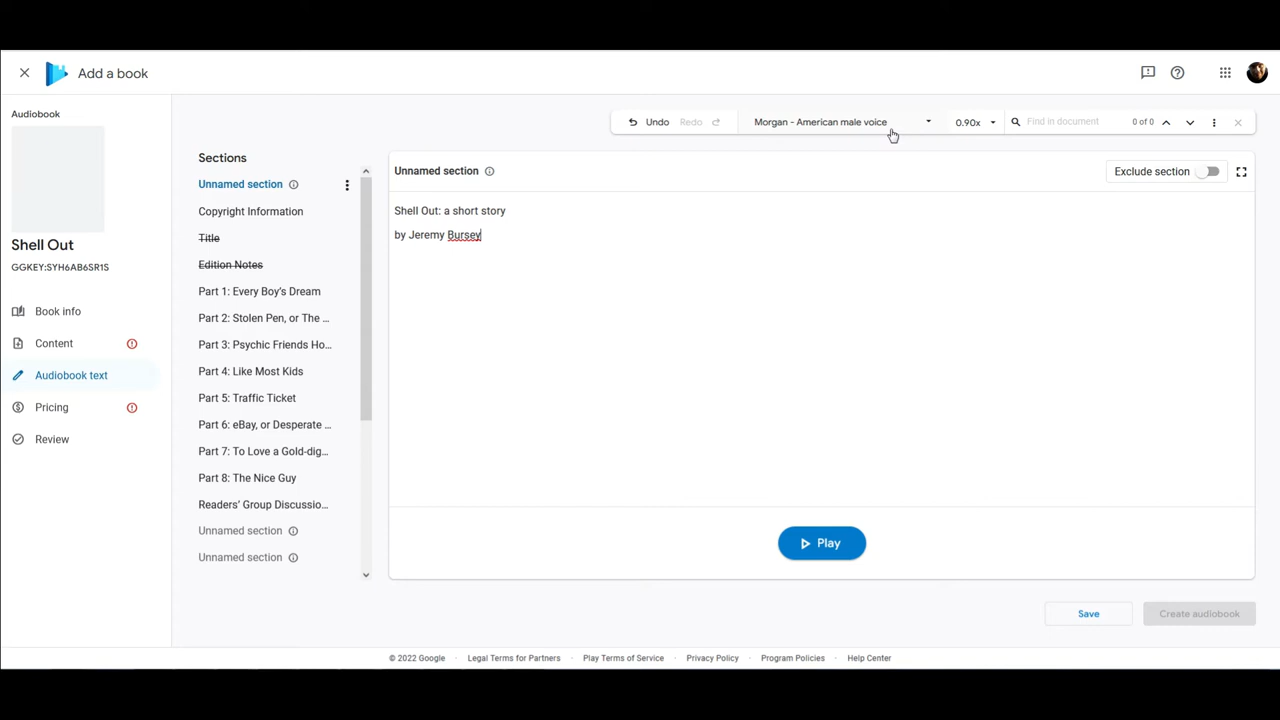 Add a book
Audiobook
Shell Out
GGKEY:SYH6AB6SR1S
Book info
Content
Audiobook text
Pricing
Review
Undo
Redo
Morgan - American male voice
0.90x
Find in document
0 of 0
Sections
Unnamed section
Copyright Information
Title
Edition Notes
Part 1: Every Boy's Dream
Part 2: Stolen Pen, or The ...
Part 3: Psychic Friends Ho...
Part 4: Like Most Kids
Part 5: Traffic Ticket
Part 6: eBay, or Desperate ...
Part 7: To Love a Gold-dig...
Part 8: The Nice Guy
Readers' Group Discussio...
Unnamed section
Unnamed section
Unnamed section
Exclude section
Shell Out: a short story
by Jeremy Bursey
Play
Save
Create audiobook
© 2022 Google · Legal Terms for Partners · Play Terms of Service · Privacy Policy · Program Policies · Help Center